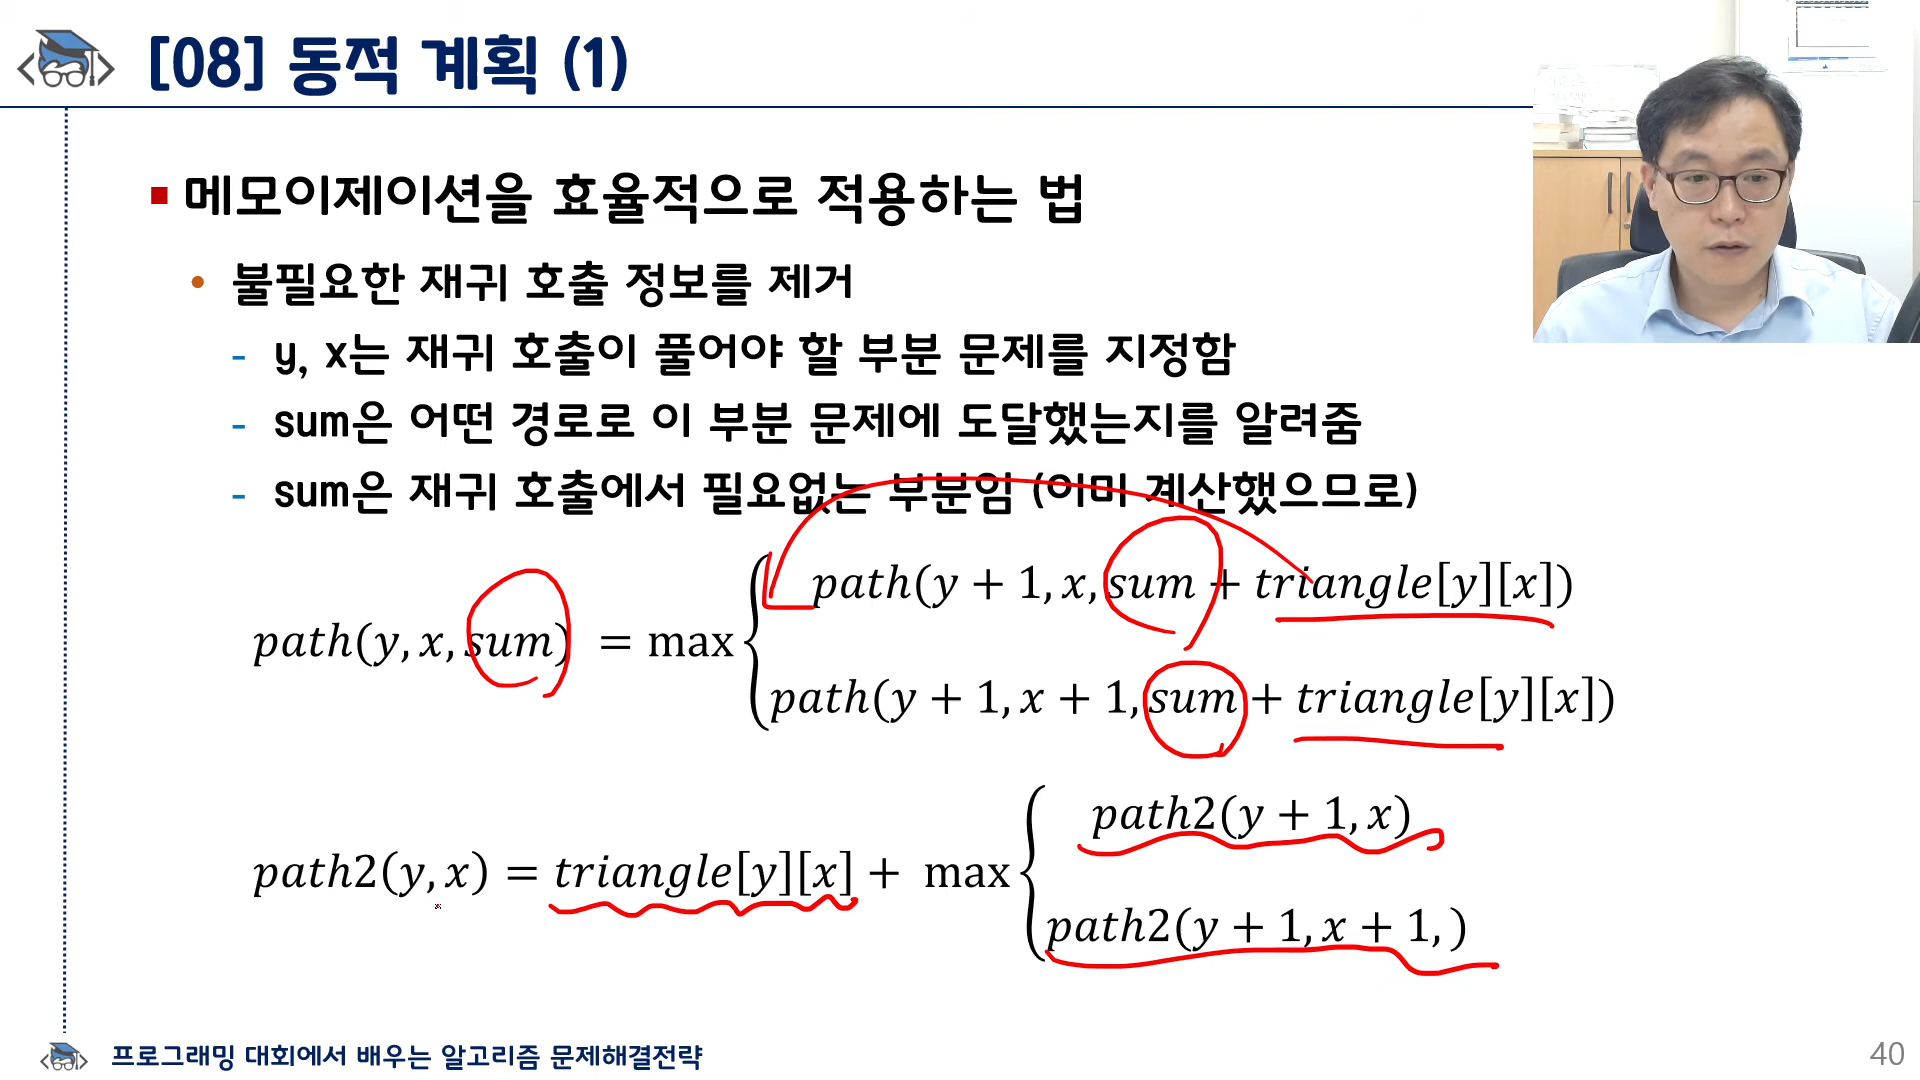 [08] 동적 계획 (1)
메모이제이션을 효율적으로 적용하는 법
불필요한 재귀 호출 정보를 제거
- y, x는 재귀 호출이 풀어야 할 부분 문제를 지정함
- sum은 어떤 경로로 이 부분 문제에 도달했는지를 알려줌
- sum은 재귀 호출에서 필요없는 부분임 (이미 계산했으므로)
path(y + 1, x, sum + triangle[y][x])
path(y, x, sum) = max
path(y + 1, x + 1, sum + triangle[y][x])
path2(y + 1, x)
path2(y, x) = triangle[y][x] + max
path2(y + 1, x + 1, )
프로그래밍 대회에서 배우는 알고리즘 문제해결전략
40